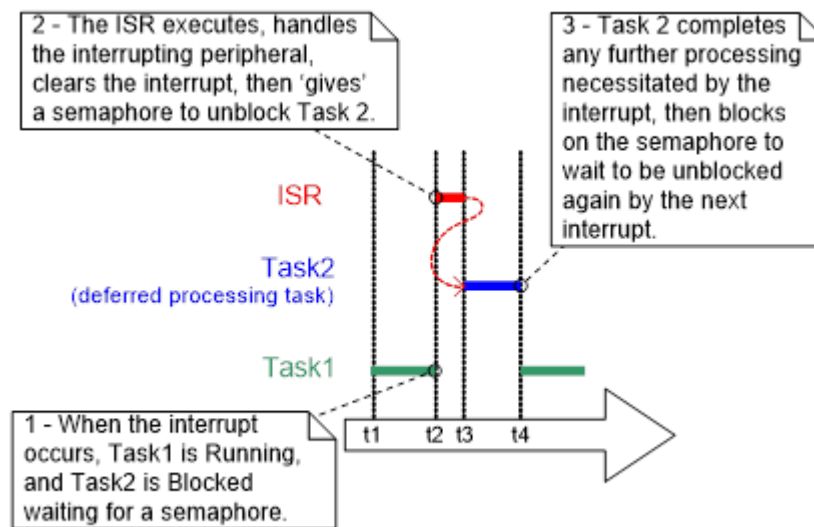 2 - The ISR executes, handles
the interrupting peripheral,
clears the interrupt, then ‘gives’
a semaphore to unblock Task 2.
3 - Task 2 completes
any further processing
necessitated by the
interrupt, then blocks
on the semaphore to
wait to be unblocked
again by the next
interrupt.
ISR
Task2
(deferred processing task)
Task1
t1 t2 t3 t4
1 - When the interrupt
occurs, Task1 is Running,
and Task2 is Blocked
waiting for a semaphore.